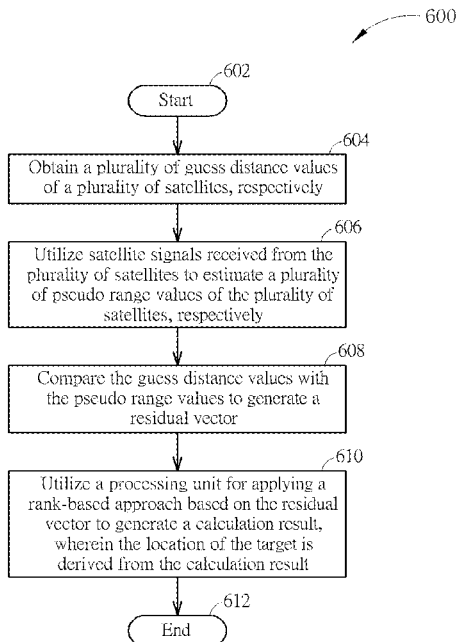 600
602
Start
604
Obtain a plurality of guess distance values
of a plurality of satellites, respectively
606
Utilize satellite signals received from the
plurality of satellites to estimate a plurality
of pseudo range values of the plurality of
satellites, respectively
608
Compare the guess distance values with
the pseudo range values to generate a
residual vector
610
Utilize a processing unit for applying a
rank-based approach based on the residual
vector to generate a calculation result,
wherein the location of the target is
derived from the calculation result
612
End